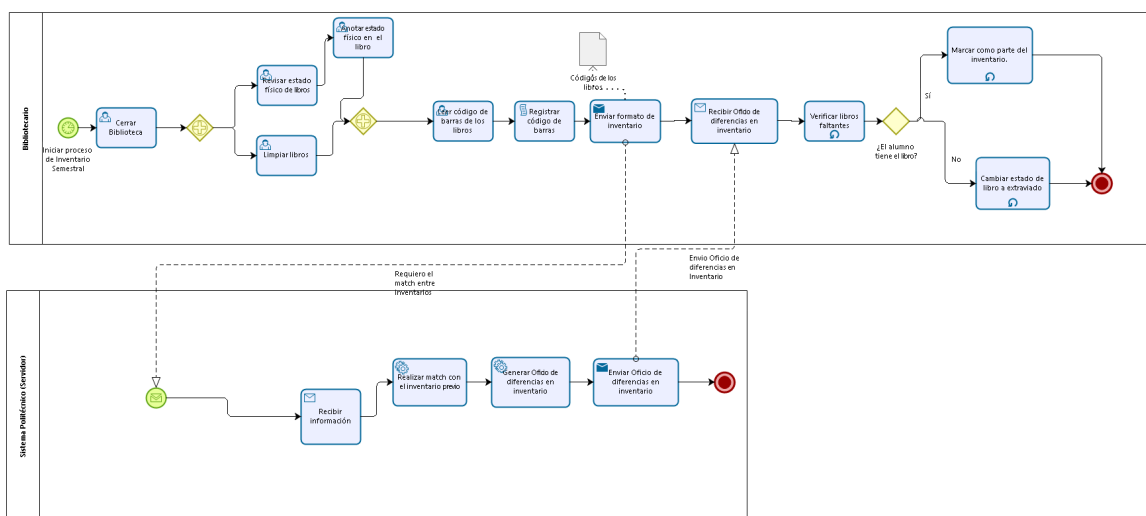 Bibliotecario
Iniciar proceso
de Inventario
Semestral
Cerrar
Biblioteca
Revisar estado
físico de libros
Anotar estado
físico en el
libro
Limpiar libros
Leer código de
barras de los
libros
Registrar
código de
barras
Códigos de los
libros
Enviar formato de
inventario
Recibir Ofido de
diferencias en
inventario
Verificar libros
faltantes
¿El alumno
tiene el libro?
Sí
No
Marcar como parte del
inventario.
Cambiar estado de
libro a extraviado
Requiero el
match entre
inventarios
Envio Oficio de
diferencias en
Inventario
Sistema Politécnico (Servidor)
Recibir
información
Realizar match con
el inventario previo
Generar Ofido de
diferencias en
inventario
Enviar Oficio de
diferencias en
inventario